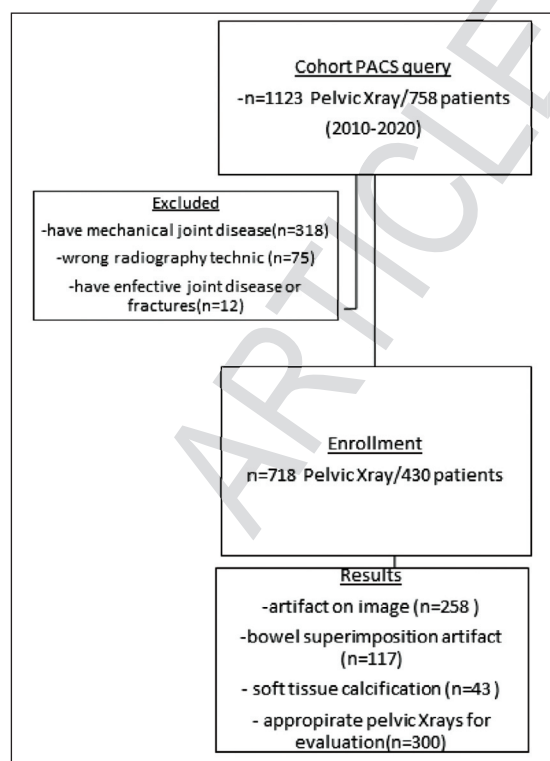 Cohort PACS query
-n=1123 Pelvic Xray/758 patients
(2010-2020)
Excluded
-have mechanical joint disease(n=318)
-wrong radiography technic (n=75)
-have enfective joint disease or
fractures(n=12)
Enrollment
n=718 Pelvic Xray/430 patients
Results
-artifact on image (n=258 )
-bowel superimposition artifact
(n=117)
- soft tissue calcification (n=43 )
- appropirate pelvic Xrays for
evaluation(n=300)
ARTICLE